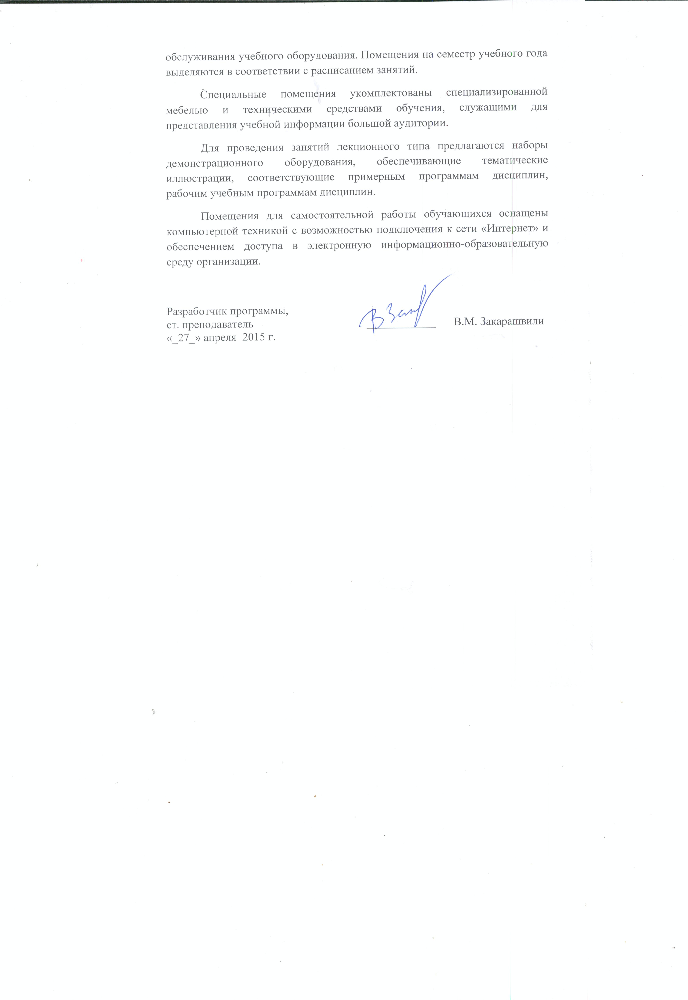 обслуживания учебного оборудования. Помещения на семестр учебного года
выделяются в соответствии с расписанием занятий.
Специальные помещения укомплектованы специализированной
мебелью и техническими средствами обучения, служащими для
представления учебной информации большой аудитории.
Для проведения занятий лекционного типа предлагаются наборы
демонстрационного оборудования, обеспечивающие тематические
иллюстрации, соответствующие примерным программам дисциплин,
рабочим учебным программам дисциплин.
Помещения для самостоятельной работы обучающихся оснащены
компьютерной техникой с возможностью подключения к сети «Интернет» и
обеспечением доступа в электронную информационно-образовательную
среду организации.
Разработчик программы,
ст. преподаватель
В.М. Закарашвили
«_27_» апреля 2015 г.